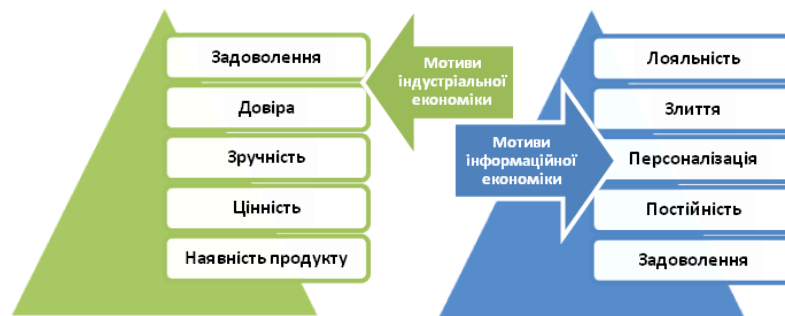 Задоволення
Довіра
Зручність
Цінність
Наявність продукту
Мотиви
індустріальної
економіки
Мотиви
інформаційної
економіки
Лояльність
Злиття
Персоналізація
Постійність
Задоволення